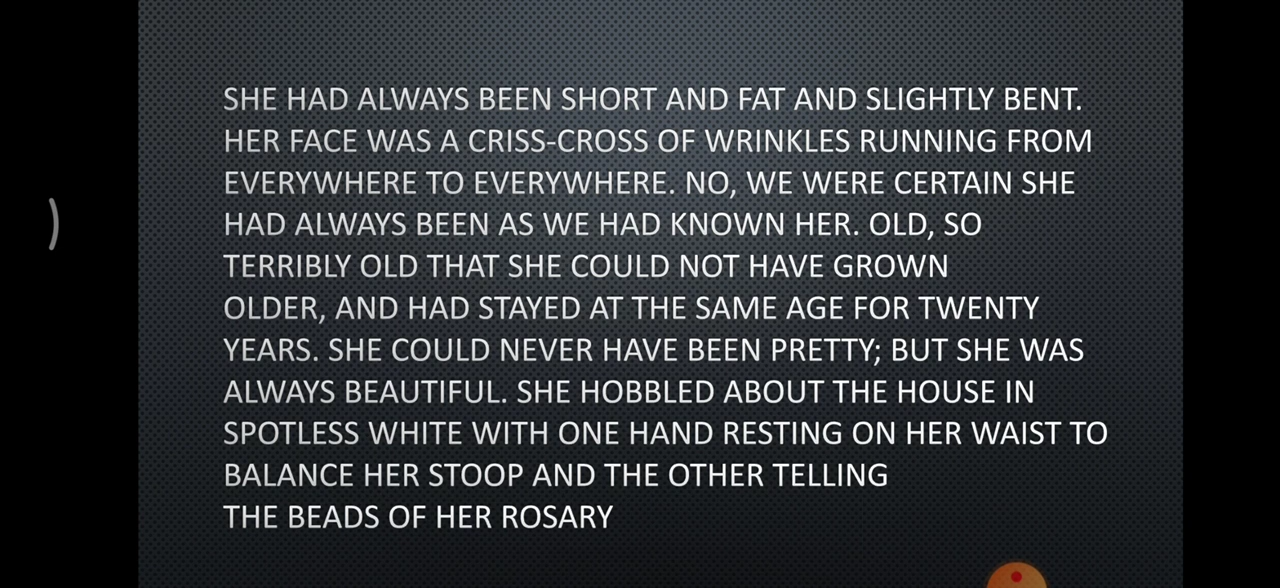 SHE HAD ALWAYS BEEN SHORT AND FAT AND SLIGHTLY BENT.
HER FACE WAS A CRISS-CROSS OF WRINKLES RUNNING FROM
EVERYWHERE TO EVERYWHERE. NO, WE WERE CERTAIN SHE
HAD ALWAYS BEEN AS WE HAD KNOWN HER. OLD, SO
TERRIBLY OLD THAT SHE COULD NOT HAVE GROWN
OLDER, AND HAD STAYED AT THE SAME AGE FOR TWENTY
YEARS. SHE COULD NEVER HAVE BEEN PRETTY; BUT SHE WAS
ALWAYS BEAUTIFUL. SHE HOBBLED ABOUT THE HOUSE IN
SPOTLESS WHITE WITH ONE HAND RESTING ON HER WAIST TO
BALANCE HER STOOP AND THE OTHER TELLING
THE BEADS OF HER ROSARY